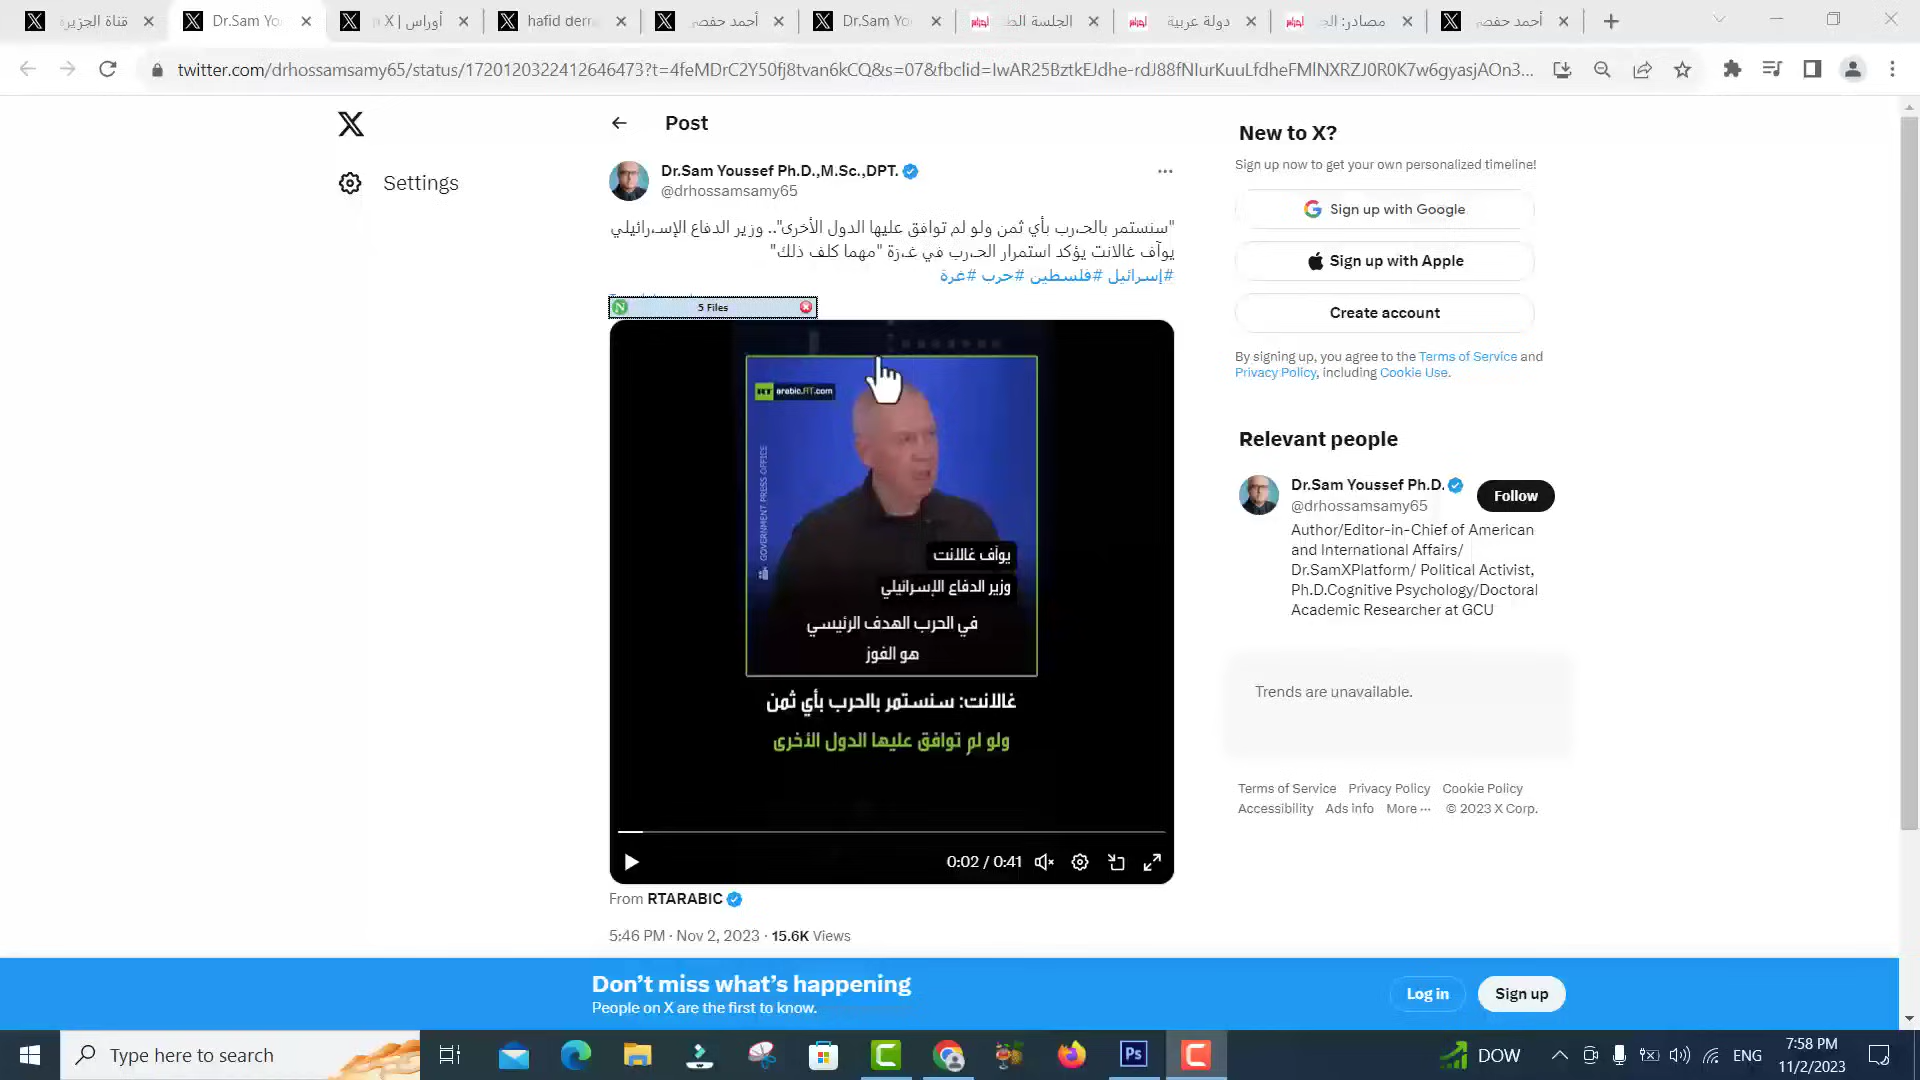 قناة الجزيرة
Dr.Sam Yo
أوراس | X
hafid derra
أحمد حفصي
Dr.Sam Yo
الجلسة الط
دولة عربية
مصادر: الج
أحمد حفصي
twitter.com/drhossamsamy65/status/1720120322412646473?t=4feMDrC2Y50fj8tvan6kCQ&s=07&fbclid=IwAR25BztkEJdhe-rdJ88fNIurKuuLfdheFMlNXRZJ0R0K7w6gyasjAOn3...
Settings
Post
Dr.Sam Youssef Ph.D.,M.Sc.,DPT.
@drhossamsamy65
"سنستمر بالحـرب بأي ثمن ولو لم توافق عليها الدول الأخرى".. وزير الدفاع الإسـرائيلي
يوآف غالانت يؤكد استمرار الحـرب في غـزة "مهما كلف ذلك"
#إسرائيل #فلسطين #حرب #غزة
5 Files
RT arabic.RT.com
GOVERNMENT PRESS OFFICE
يوآف غالانت
وزير الدفاع الإسرائيلي
في الحرب الهدف الرئيسي
هو الفوز
غالانت: سنستمر بالحرب بأي ثمن
ولو لم توافق عليها الدول الأخرى
0:02 / 0:41
From RTARABIC
5:46 PM · Nov 2, 2023 · 15.6K Views
New to X?
Sign up now to get your own personalized timeline!
Sign up with Google
Sign up with Apple
Create account
By signing up, you agree to the Terms of Service and
Privacy Policy, including Cookie Use.
Relevant people
Dr.Sam Youssef Ph.D.
@drhossamsamy65
Follow
Author/Editor-in-Chief of American
and International Affairs/
Dr.SamXPlatform/ Political Activist,
Ph.D.Cognitive Psychology/Doctoral
Academic Researcher at GCU
Trends are unavailable.
Terms of Service Privacy Policy Cookie Policy
Accessibility Ads info More ··· © 2023 X Corp.
Don't miss what's happening
People on X are the first to know.
Log in
Sign up
Type here to search
Ps
DOW
ENG
7:58 PM
11/2/2023